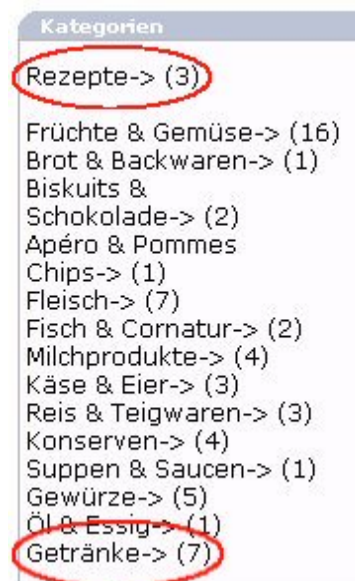 Kategorien
Rezepte-> (3)
Früchte & Gemüse-> (16)
Brot & Backwaren-> (1)
Biskuits &
Schokolade-> (2)
Apéro & Pommes
Chips-> (1)
Fleisch-> (7)
Fisch & Cornatur-> (2)
Milchprodukte-> (4)
Käse & Eier-> (3)
Reis & Teigwaren-> (3)
Konserven-> (4)
Suppen & Saucen-> (1)
Gewürze-> (5)
Öl & Essig-> (1)
Getränke-> (7)